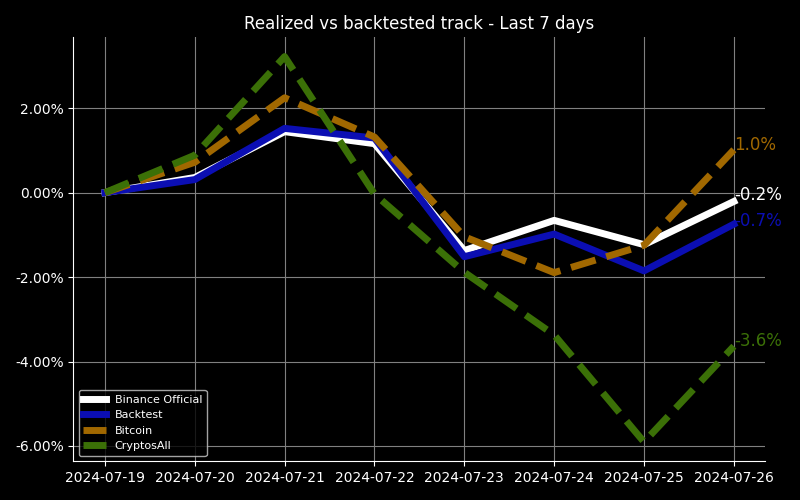 Realized vs backtested track - Last 7 days
2.00%
0.00%
-2.00%
-4.00%
-6.00%
1.0%
-0.2%
-0.7%
-3.6%
Binance Official
Backtest
Bitcoin
CryptosAll
2024-07-19 2024-07-20 2024-07-21 2024-07-22 2024-07-23 2024-07-24 2024-07-25 2024-07-26